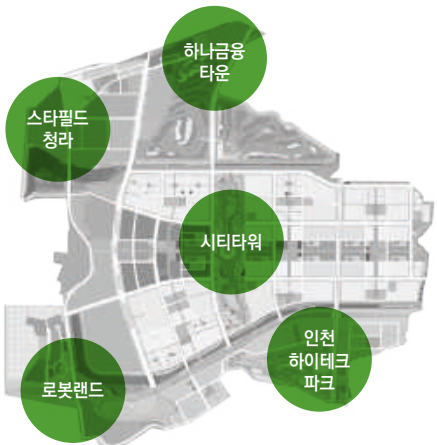 하나금융
타운
스타필드
청라
시티타워
인천
하이테크
파크
로봇랜드